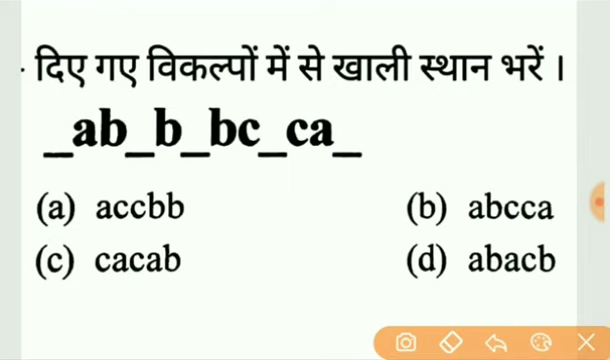 · दिए गए विकल्पों में से खाली स्थान भरें ।
_ab_b_bc_ca_
(a) accbb (b) abcca
(c) cacab (d) abacb